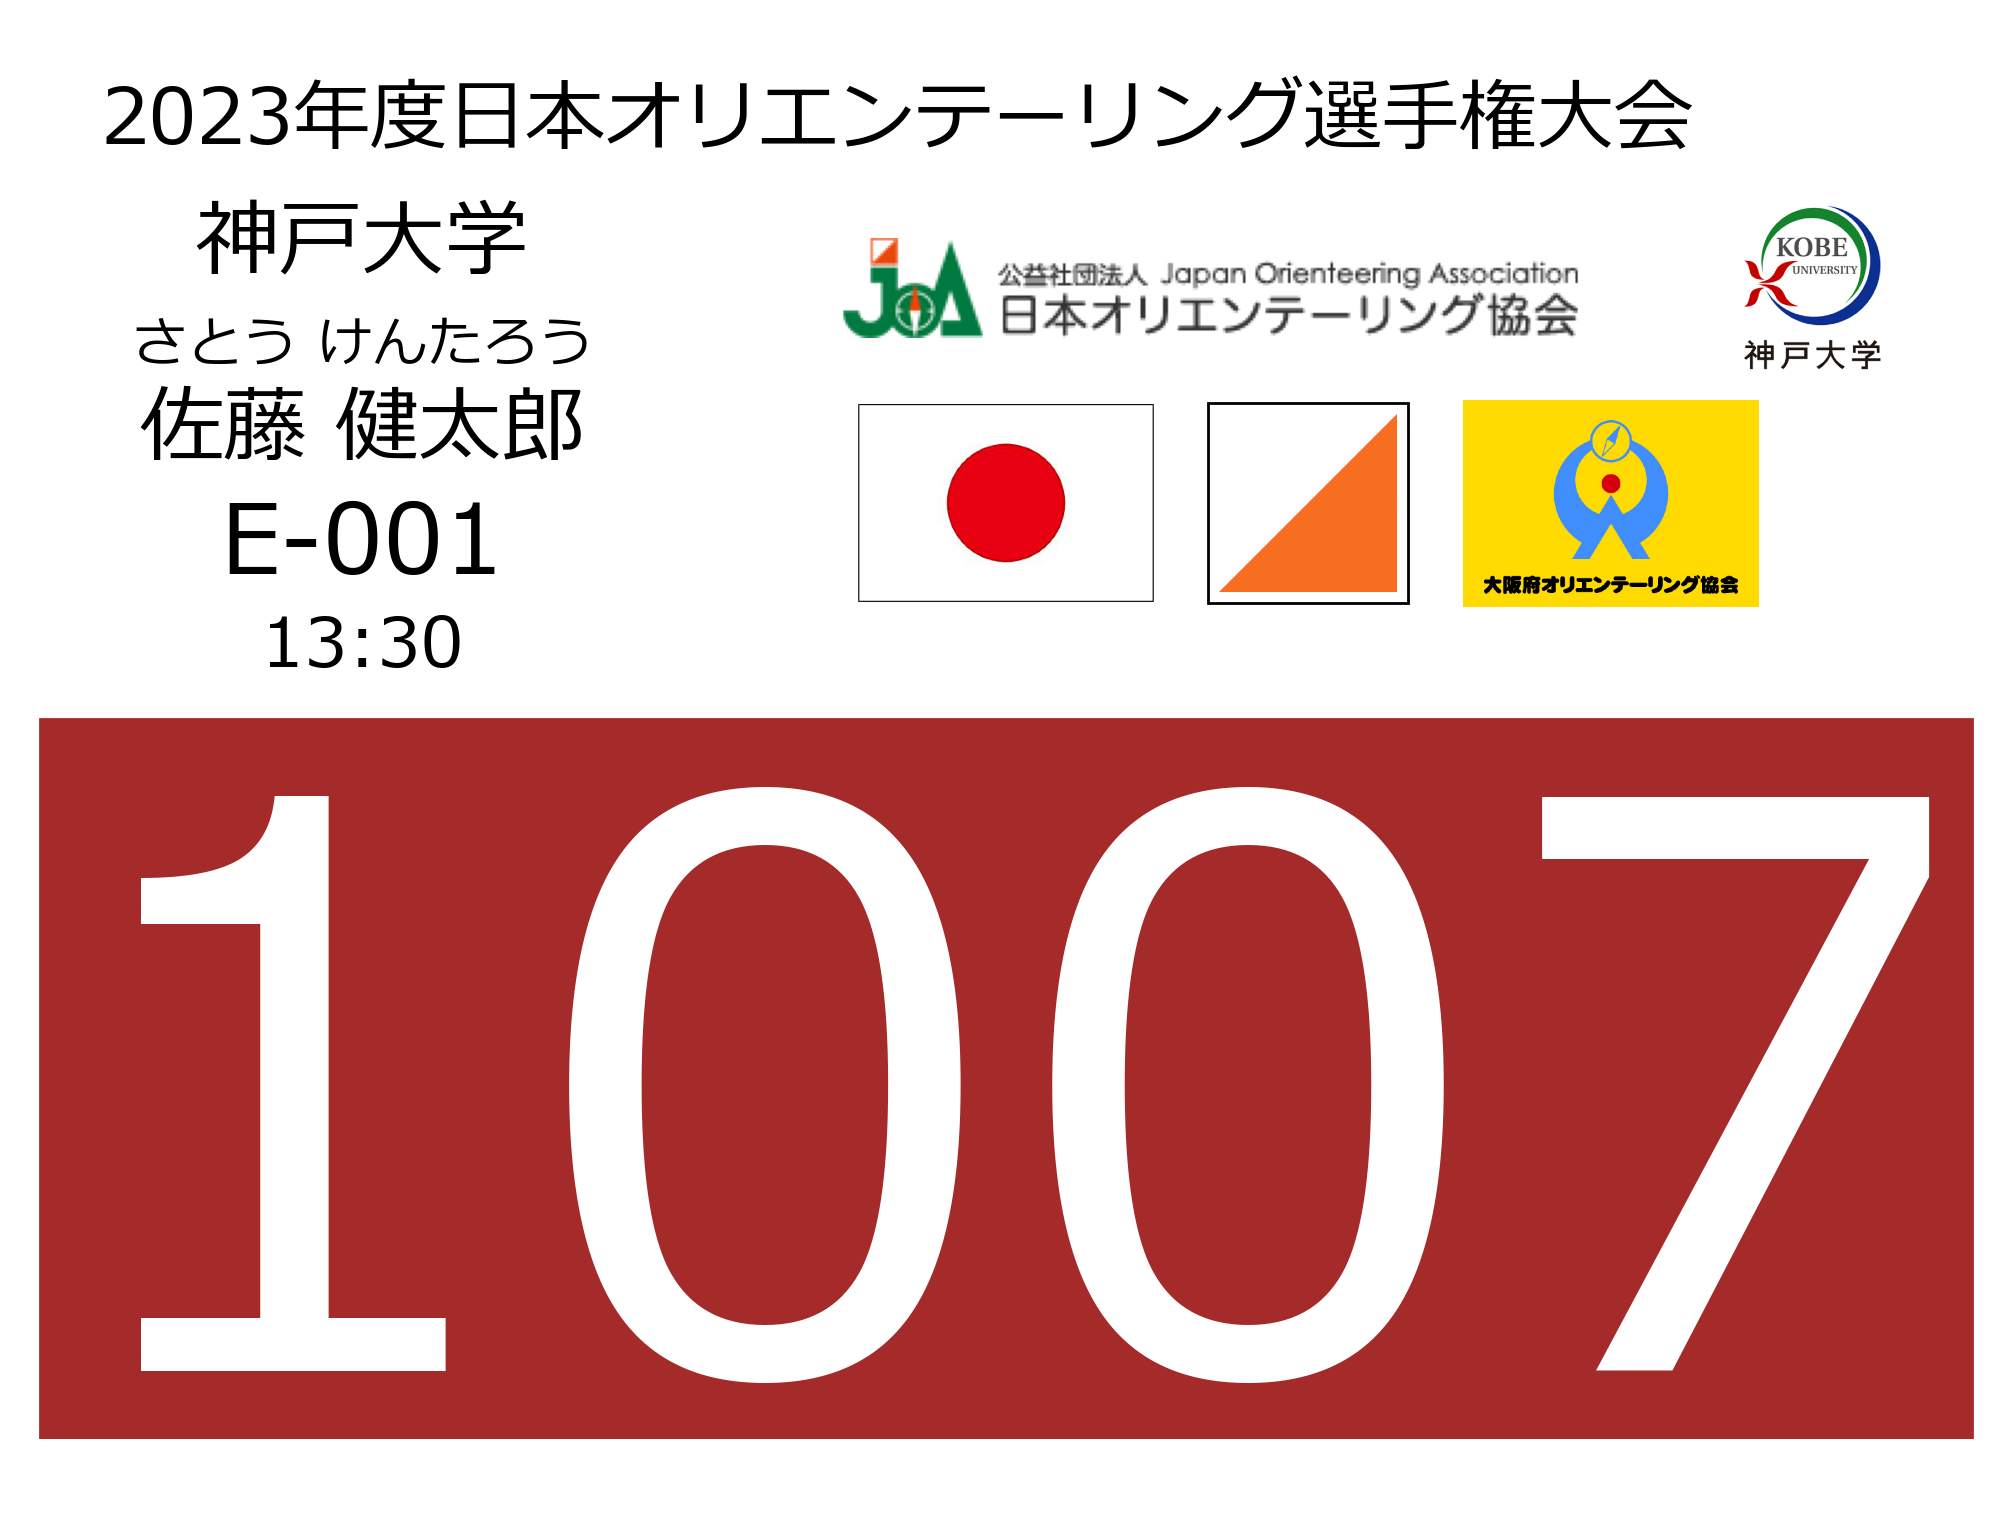 2023年度日本オリエンテーリング選手権大会
神戸大学
さとう けんたろう
佐藤 健太郎
E-001
13:30
JOA
公益社団法人 Japan Orienteering Association
日本オリエンテーリング協会
KOBE
UNIVERSITY
神戸大学
大阪府オリエンテーリング協会
1007